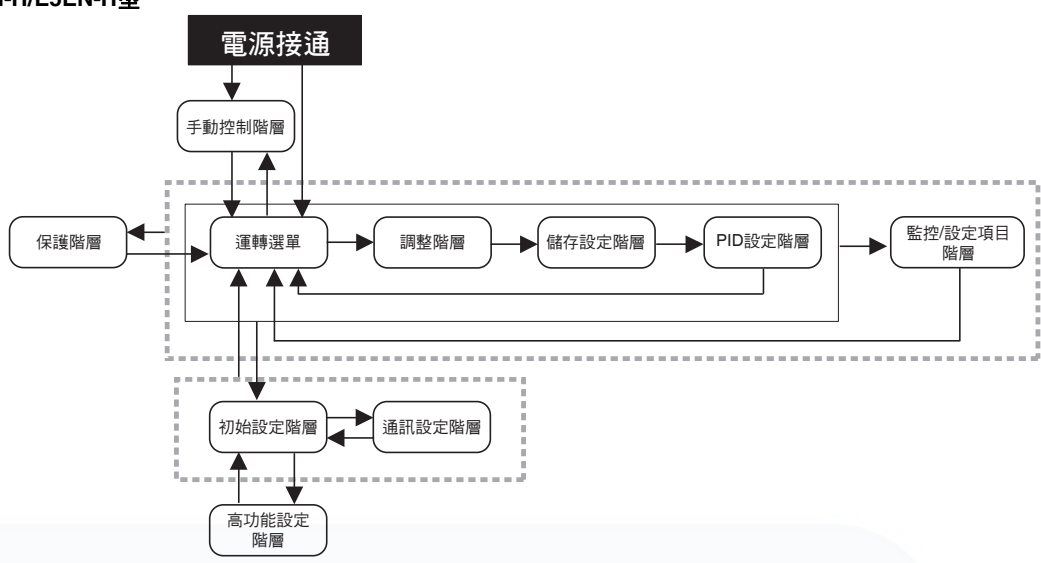 /E5EN-H型
電源接通
手動控制階層
保護階層
運轉選單
調整階層
儲存設定階層
PID設定階層
監控/設定項目
階層
初始設定階層
通訊設定階層
高功能設定
階層